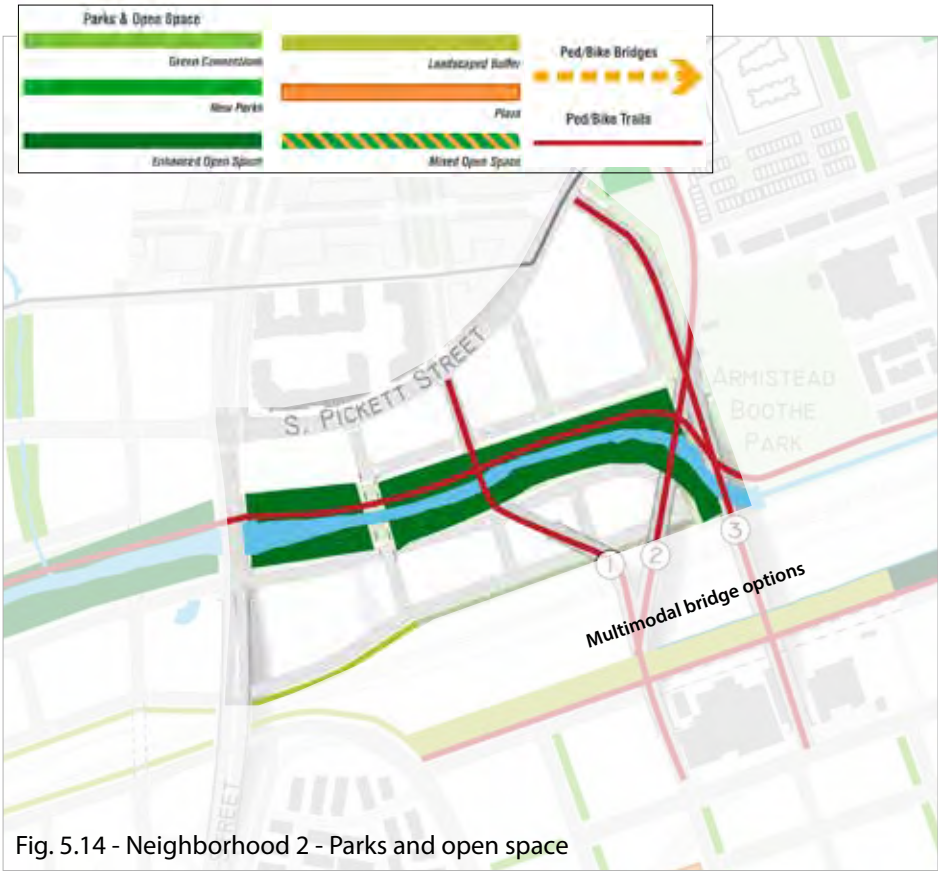 Parks & Open Space
Green Connections
New Parks
Enhanced Open Space
Landscaped Buffer
Plaza
Mixed Open Space
Ped/Bike Bridges
Ped/Bike Trails
S. PICKETT STREET
ARMISTEAD
BOOTHE
PARK
1
2
3
Multimodal bridge options
STREET
Fig. 5.14 - Neighborhood 2 - Parks and open space